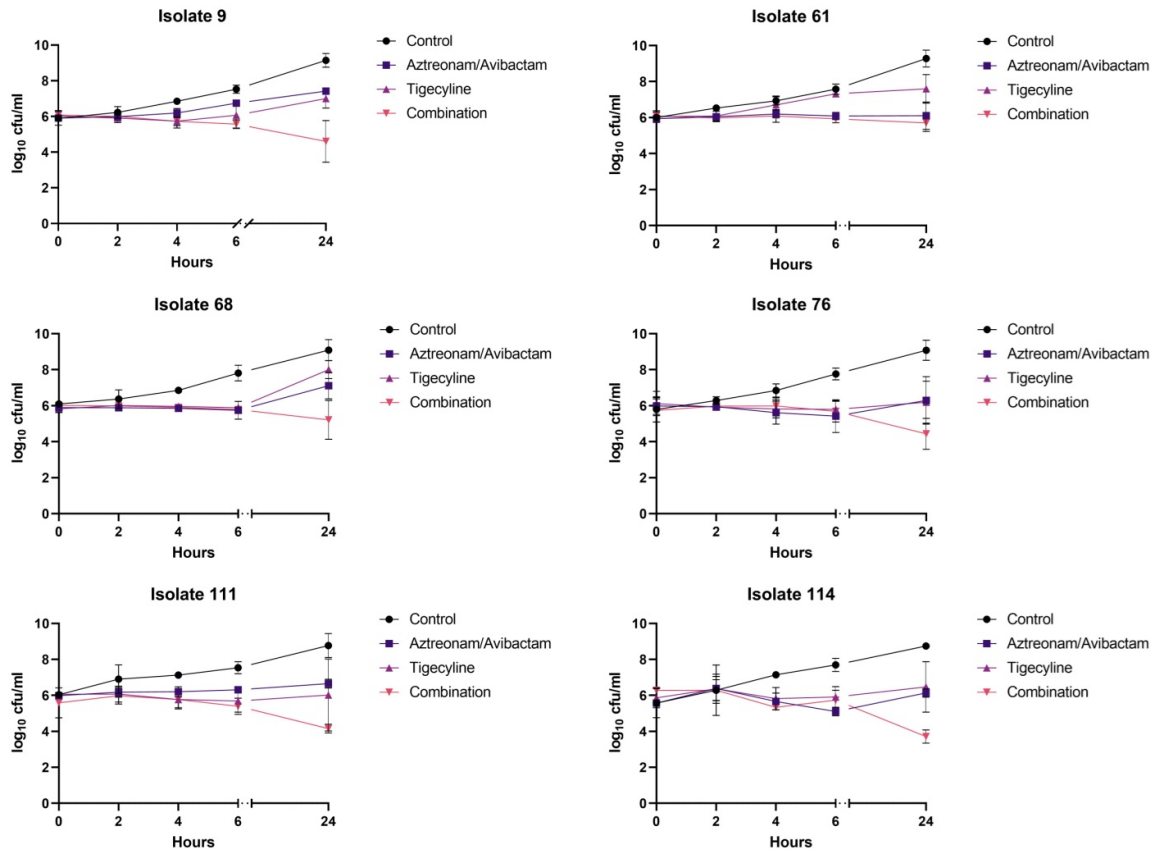 Isolate 9
log10 cfu/ml
10
8
6
4
2
0
0 2 4 6 24
Hours
Control
Aztreonam/Avibactam
Tigecyline
Combination
Isolate 61
log10 cfu/ml
10
8
6
4
2
0
0 2 4 6 24
Hours
Control
Aztreonam/Avibactam
Tigecyline
Combination
Isolate 68
log10 cfu/ml
10
8
6
4
2
0
0 2 4 6 24
Hours
Control
Aztreonam/Avibactam
Tigecyline
Combination
Isolate 76
log10 cfu/ml
10
8
6
4
2
0
0 2 4 6 24
Hours
Control
Aztreonam/Avibactam
Tigecyline
Combination
Isolate 111
log10 cfu/ml
10
8
6
4
2
0
0 2 4 6 24
Hours
Control
Aztreonam/Avibactam
Tigecyline
Combination
Isolate 114
log10 cfu/ml
10
8
6
4
2
0
0 2 4 6 24
Hours
Control
Aztreonam/Avibactam
Tigecyline
Combination